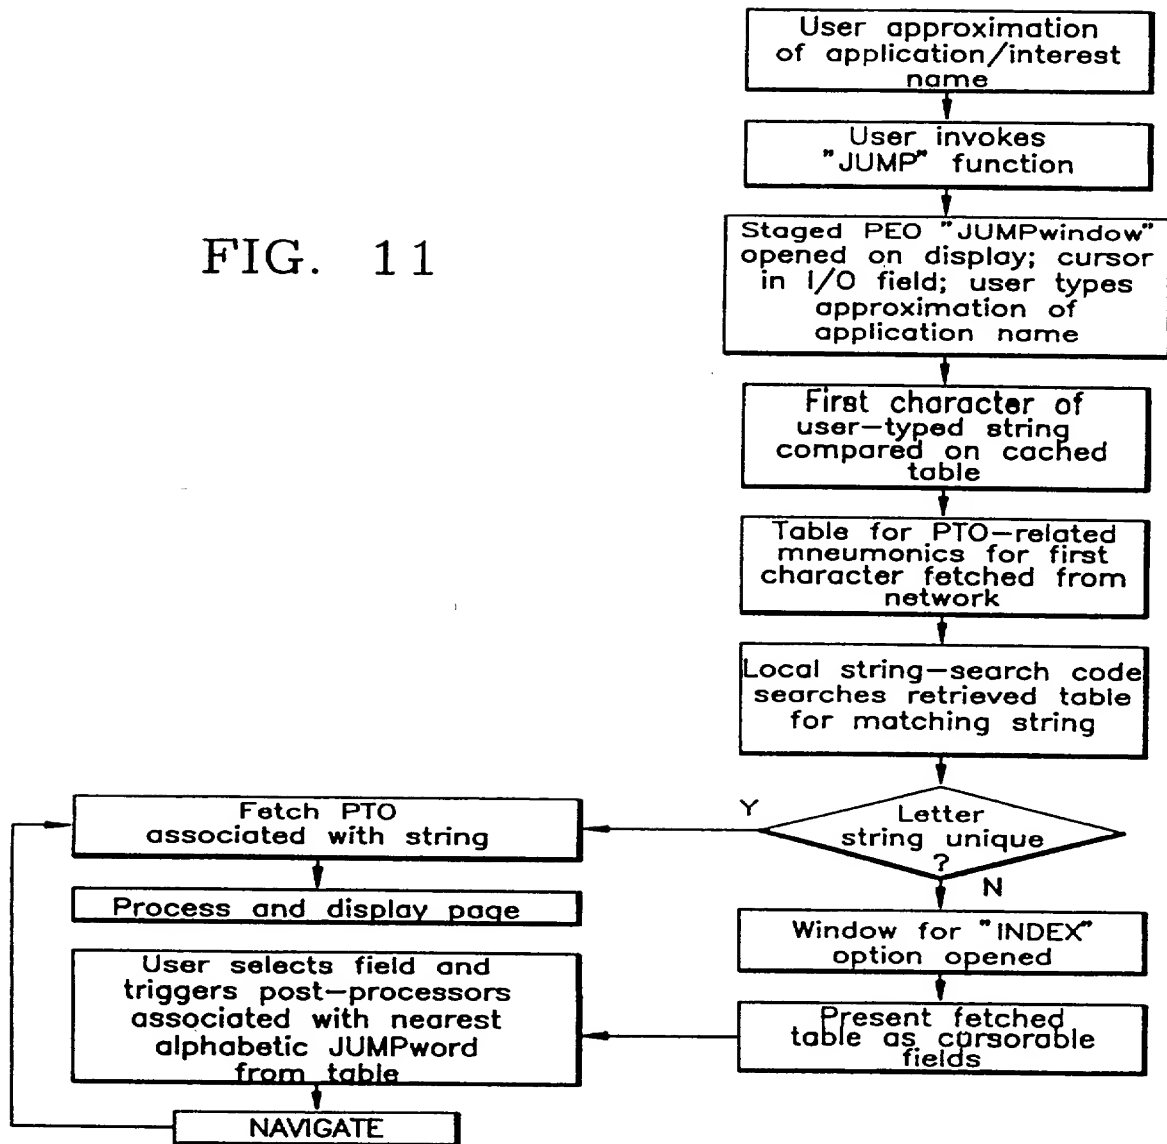 User approximation
of application/interest
name
User invokes
"JUMP" function
FIG. 11
Staged PEO "JUMPwindow"
opened on display; cursor
in I/O field; user types
approximation of
application name
First character of
user-typed string
compared on cached
table
Table for PTO-related
mneumonics for first
character fetched from
network
Local string-search code
searches retrieved table
for matching string
Letter
string unique
?
Y
N
Fetch PTO
associated with string
Process and display page
Window for "INDEX"
option opened
Present fetched
table as cursorable
fields
User selects field and
triggers post-processors
associated with nearest
alphabetic JUMPword
from table
NAVIGATE